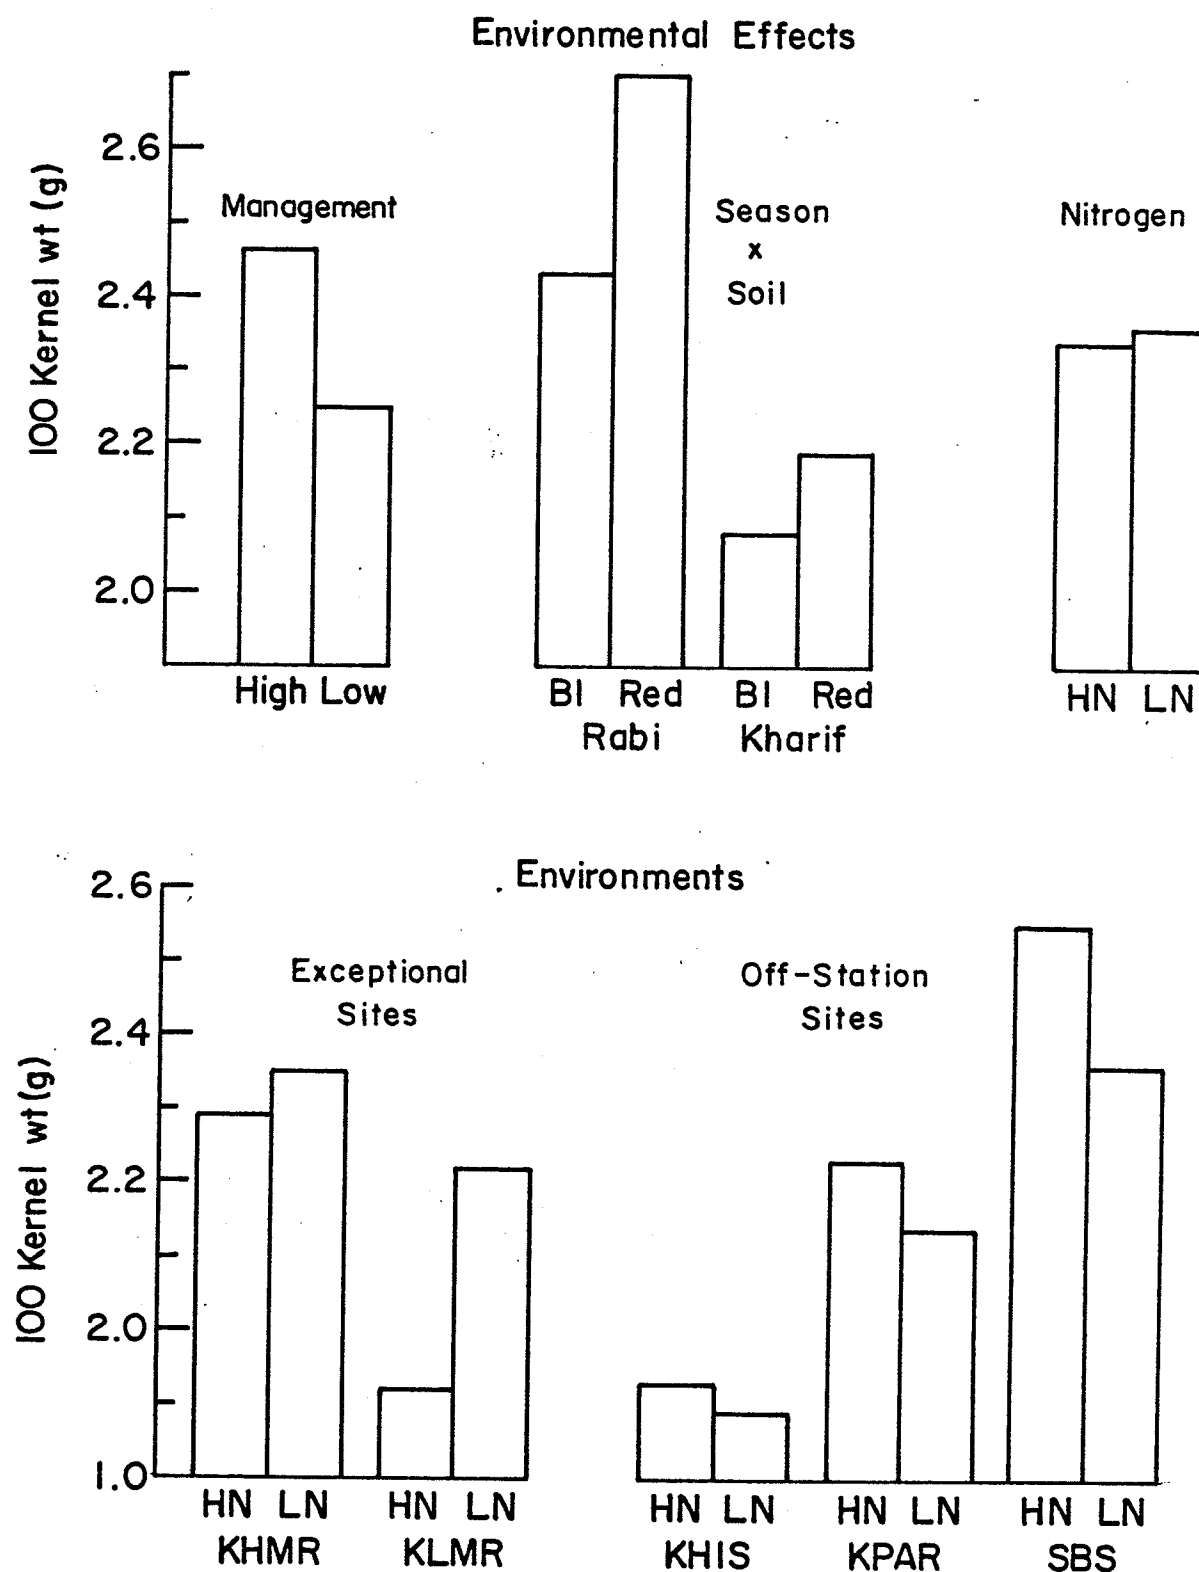 Environmental Effects
100 Kernel wt (g)
2.6
2.4
2.2
2.0
Management
High Low
Season
x
Soil
Bl Red Bl Red
Rabi Kharif
Nitrogen
HN LN
Environments
100 Kernel wt (g)
2.6
2.4
2.2
2.0
1.0
Exceptional
Sites
HN LN HN LN
KHMR KLMR
Off-Station
Sites
HN LN HN LN HN LN
KHIS KPAR SBS